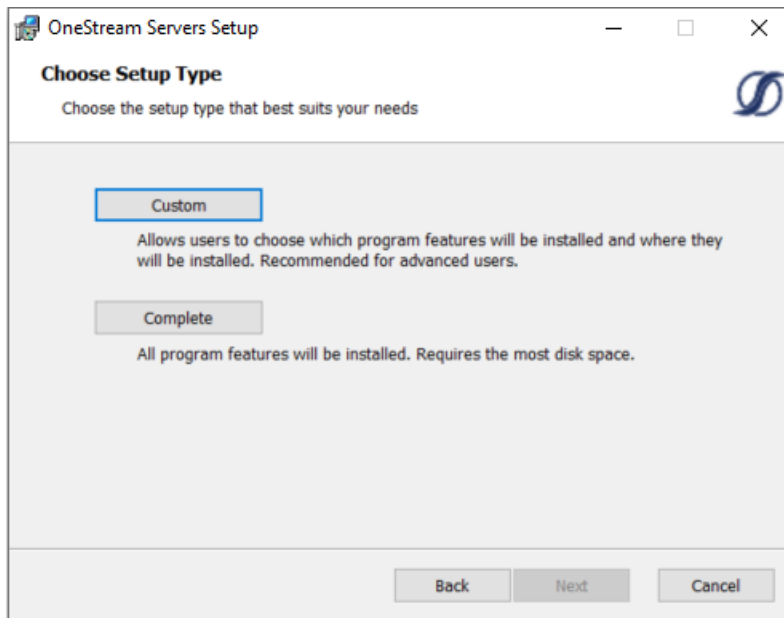 OneStream Servers Setup
Choose Setup Type
Choose the setup type that best suits your needs
Custom
Allows users to choose which program features will be installed and where they
will be installed. Recommended for advanced users.
Complete
All program features will be installed. Requires the most disk space.
Back
Next
Cancel